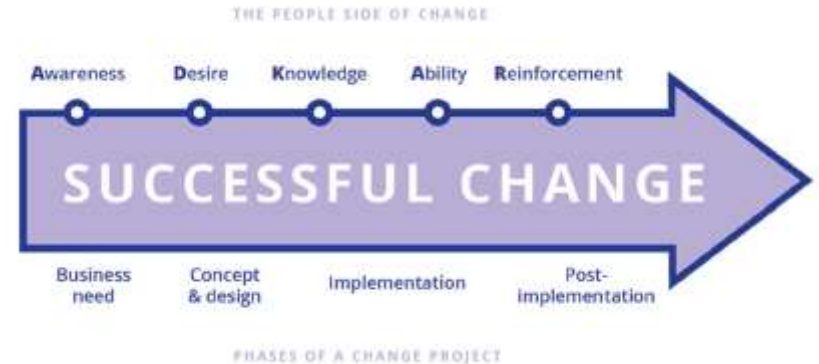 THE PEOPLE SIDE OF CHANGE
Awareness Desire Knowledge Ability Reinforcement
SUCCESSFUL CHANGE
Business need
Concept & design
Implementation
Post-implementation
PHASES OF A CHANGE PROJECT